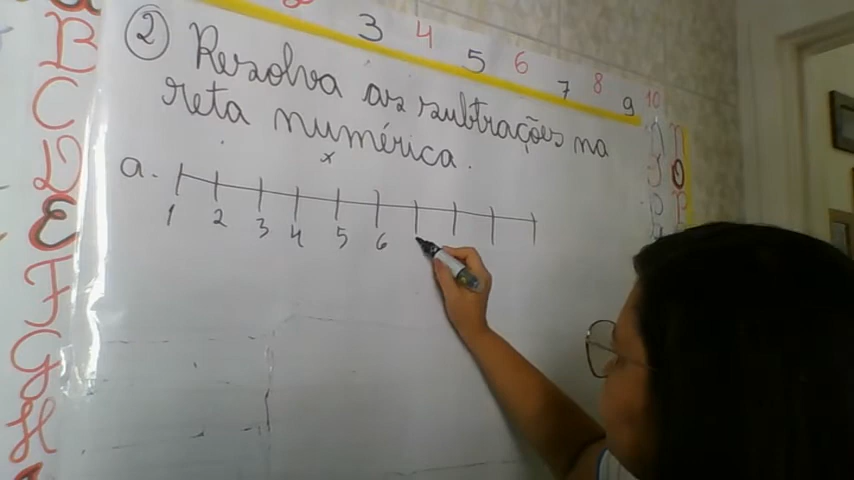 3 4 5 6 7 8 9 10
② Resolva as subtrações na
reta numérica.
a.
1 2 3 4 5 6
B
C
D
E
F
G
H